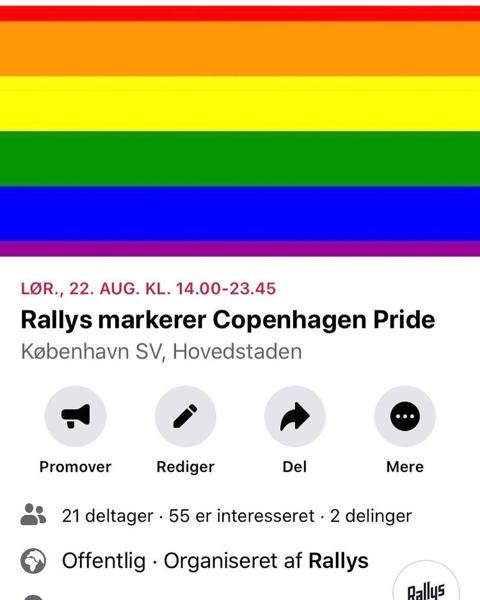 LØR., 22. AUG. KL. 14.00-23.45
Rallys markerer Copenhagen Pride
København SV, Hovedstaden
Promover Rediger Del Mere
21 deltager · 55 er interesseret · 2 delinger
Offentlig · Organiseret af Rallys
Rallys